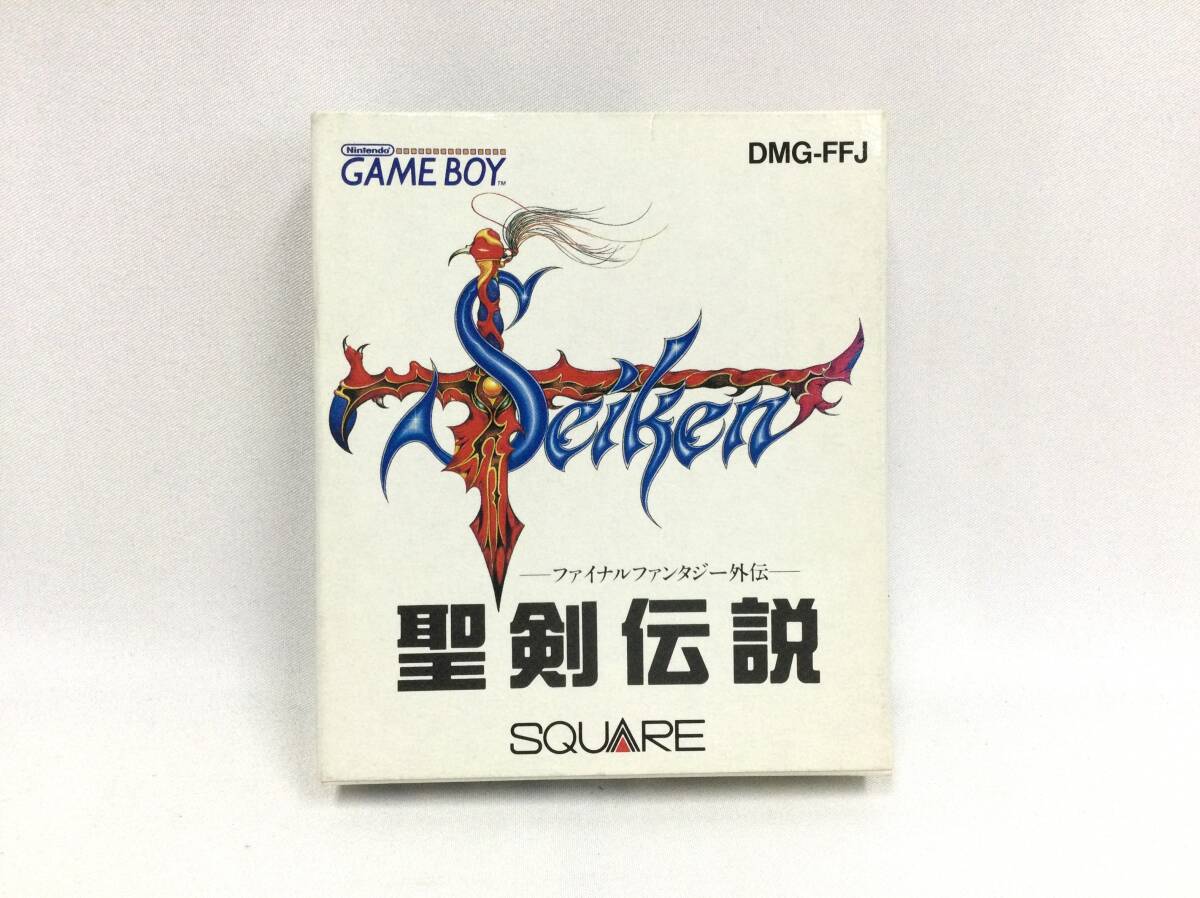 Nintendo
GAME BOY™
DMG-FFJ
Seiken
—ファイナルファンタジー外伝—
聖剣伝説
SQUARE